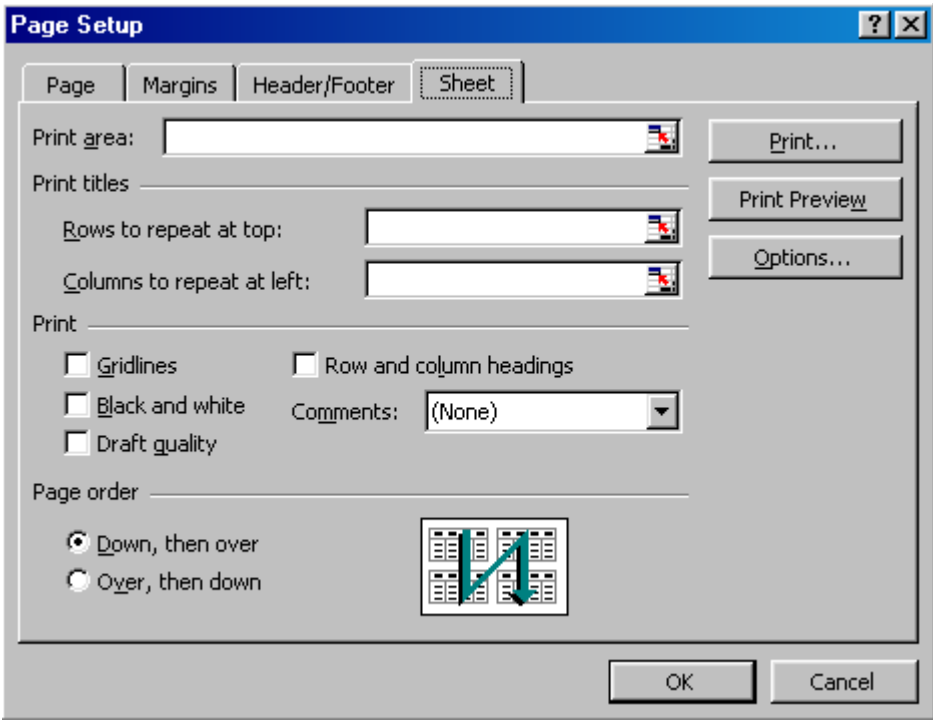 Page Setup
Page Margins Header/Footer Sheet
Print area: Print...
Print titles Print Preview
Rows to repeat at top:
Options...
Columns to repeat at left:
Print
Gridlines Row and column headings
Black and white Comments: (None)
Draft quality
Page order
Down, then over
Over, then down
OK Cancel